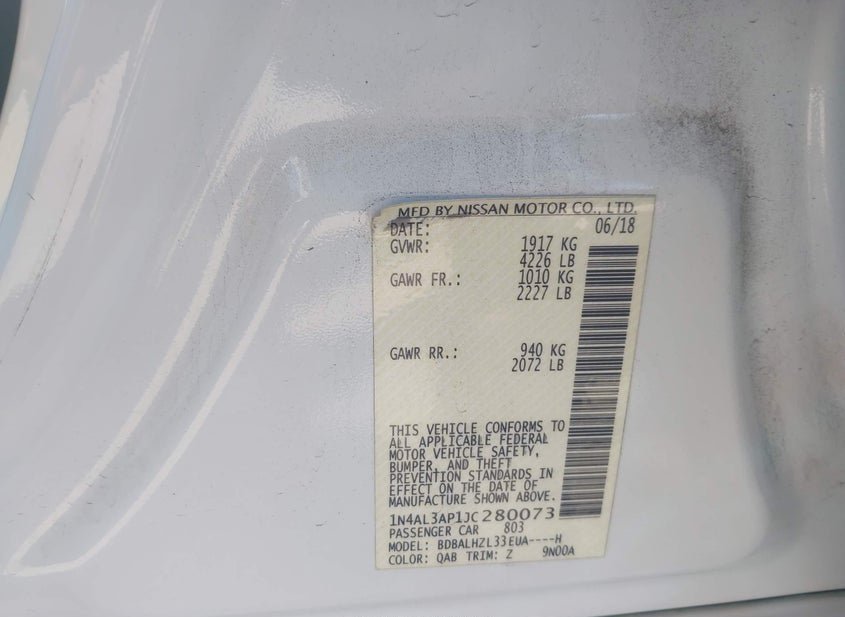 MFD BY NISSAN MOTOR CO., LTD.
DATE: 06/18
GVWR: 1917 KG
4226 LB
GAWR FR.: 1010 KG
2227 LB
GAWR RR.: 940 KG
2072 LB
THIS VEHICLE CONFORMS TO
ALL APPLICABLE FEDERAL
MOTOR VEHICLE SAFETY,
BUMPER, AND THEFT
PREVENTION STANDARDS IN
EFFECT ON THE DATE OF
MANUFACTURE SHOWN ABOVE.
1N4AL3AP1JC280073
PASSENGER CAR 803
MODEL: BDBALHZL33EUA----H
COLOR: QAB TRIM: Z 9N00A